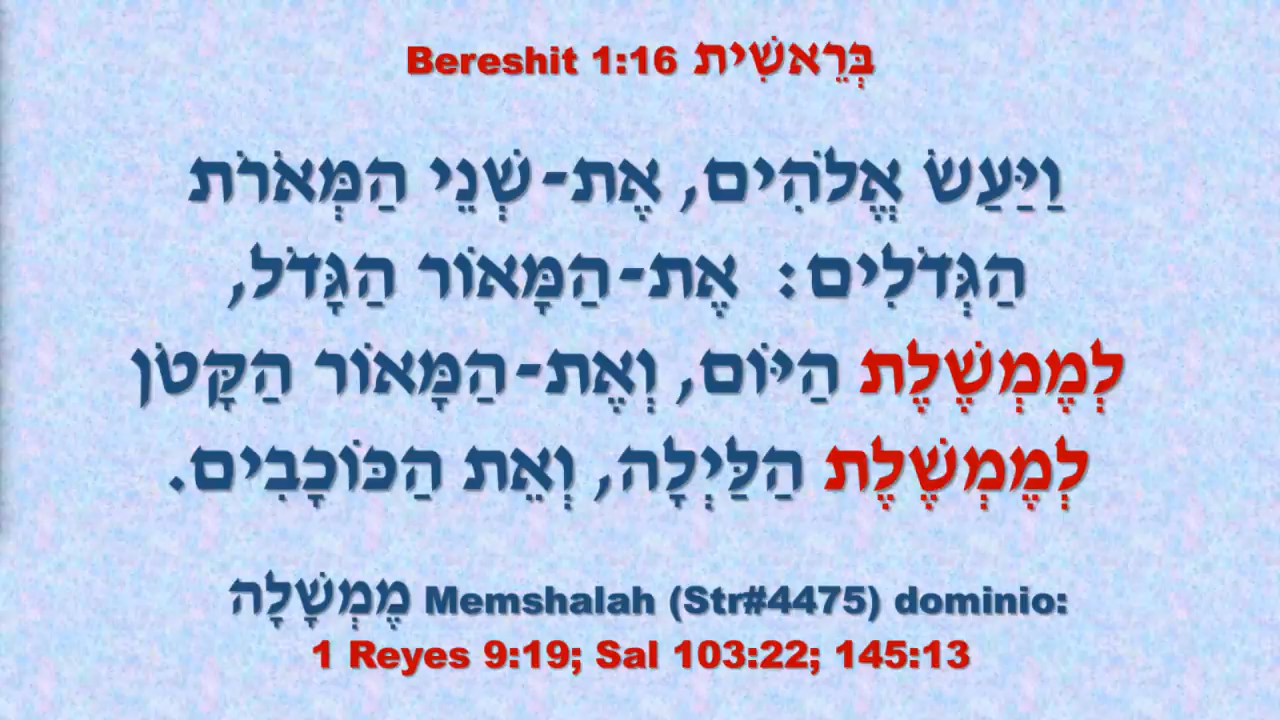 Bereshit 1:16 בְּרֵאשִׁית
וַיַּעַשׂ אֱלֹהִים, אֶת-שְׁנֵי הַמְּאֹרֹת
הַגְּדֹלִים: אֶת-הַמָּאוֹר הַגָּדֹל,
לְמֶמְשֶׁלֶת הַיּוֹם, וְאֶת-הַמָּאוֹר הַקָּטֹן
לְמֶמְשֶׁלֶת הַלַּיְלָה, וְאֵת הַכּוֹכָבִים.
מֶמְשָׁלָה Memshalah (Str#4475) dominio:
1 Reyes 9:19; Sal 103:22; 145:13